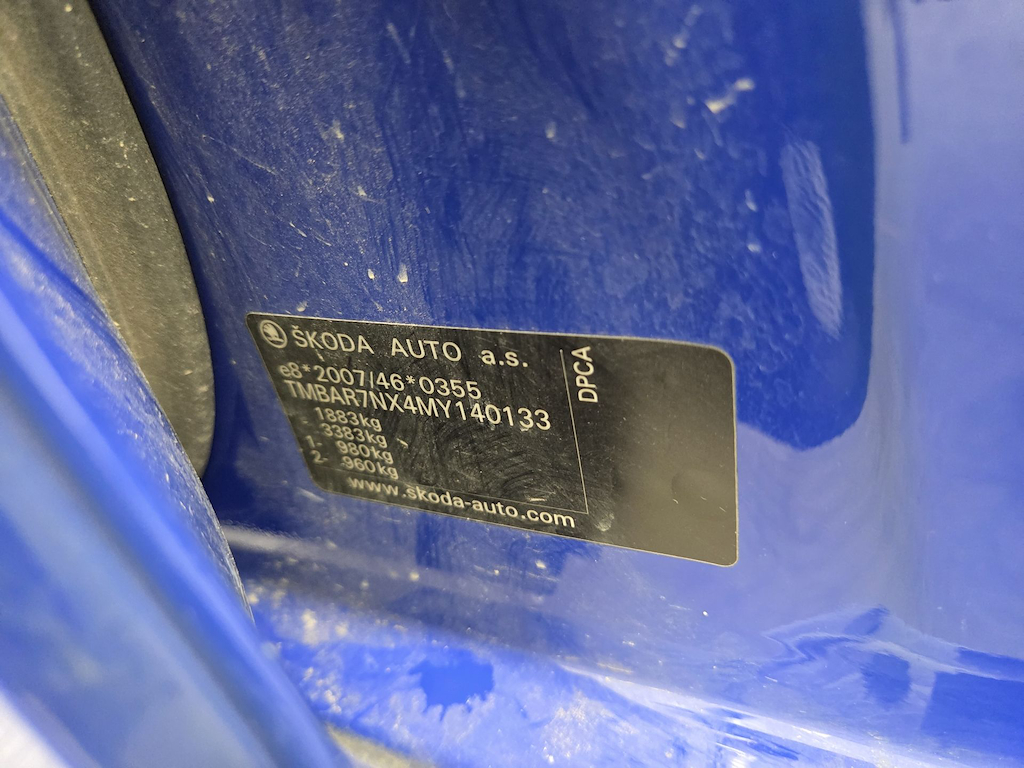 ŠKODA AUTO a.s.
e8*2007/46*0355
TMBAR7NX4MY140133
1883kg
3383kg
1- 980kg
2- 960kg
www.skoda-auto.com
DPCA